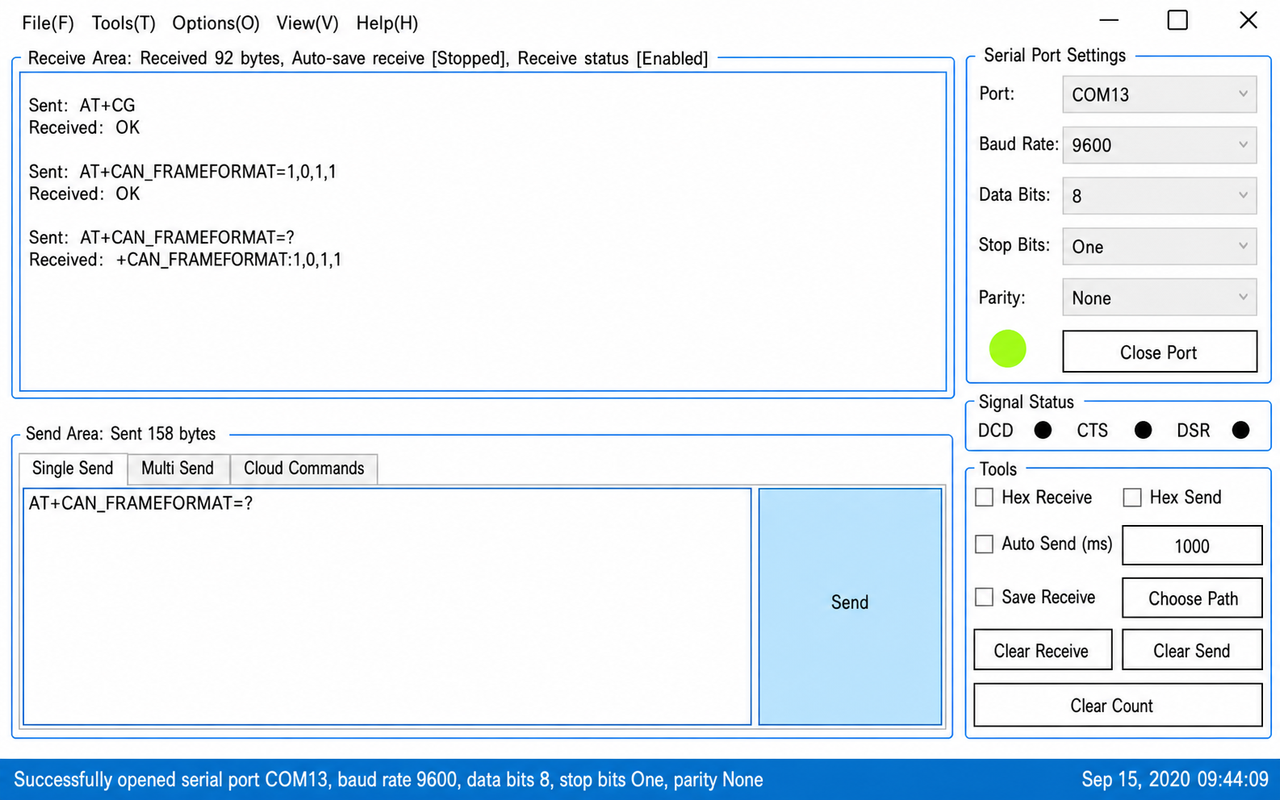 File(F) Tools(T) Options(O) View(V) Help(H)
Receive Area: Received 92 bytes, Auto-save receive [Stopped], Receive status [Enabled]
Sent: AT+CG
Received: OK
Sent: AT+CAN_FRAMEFORMAT=1,0,1,1
Received: OK
Sent: AT+CAN_FRAMEFORMAT=?
Received: +CAN_FRAMEFORMAT:1,0,1,1
Serial Port Settings
Port: COM13
Baud Rate: 9600
Data Bits: 8
Stop Bits: One
Parity: None
Close Port
Signal Status
DCD CTS DSR
Send Area: Sent 158 bytes
Single Send Multi Send Cloud Commands
AT+CAN_FRAMEFORMAT=?
Send
Tools
Hex Receive Hex Send
Auto Send (ms) 1000
Save Receive Choose Path
Clear Receive Clear Send
Clear Count
Successfully opened serial port COM13, baud rate 9600, data bits 8, stop bits One, parity None Sep 15, 2020 09:44:09